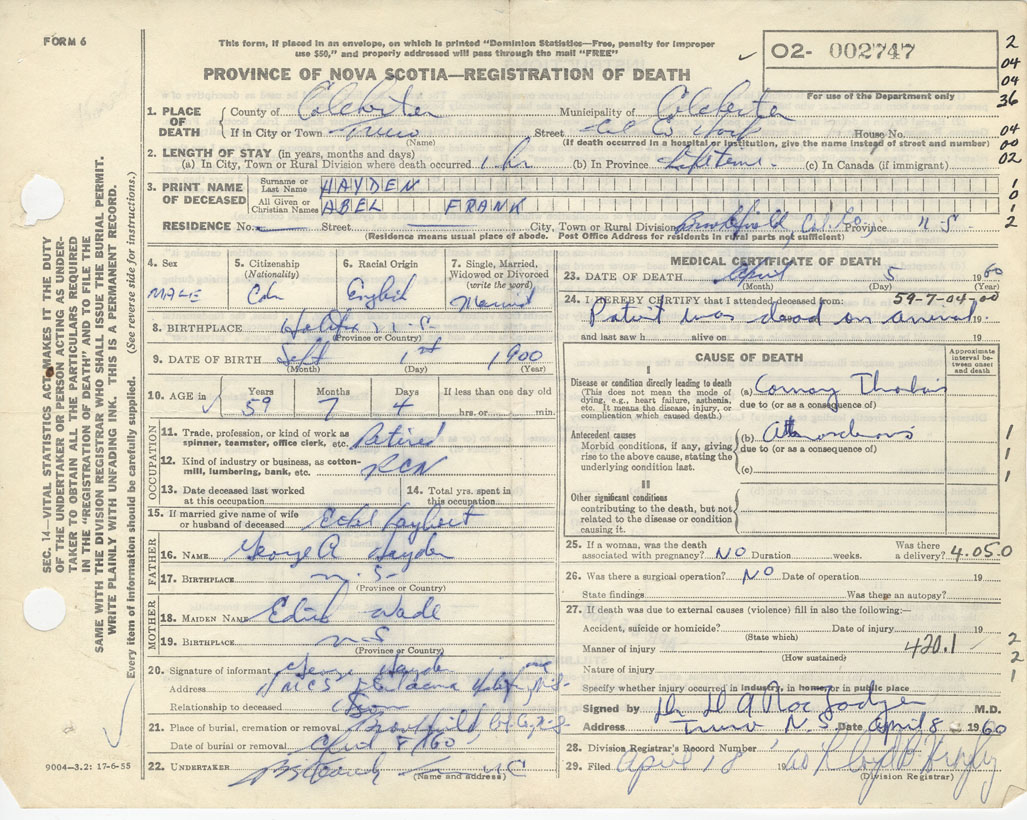 FORM 6
This form, if placed in an envelope, on which is printed "Dominion Statistics—Free, penalty for improper
use $50," and properly addressed will pass through the mail "FREE"
02- 002747
For use of the Department only
PROVINCE OF NOVA SCOTIA—REGISTRATION OF DEATH
2
04
04
36
04
00
02
1
0
1
2
1. PLACE OF DEATH
County of Colchester Municipality of Colchester
If in City or Town Truro Street Col Co House No.
(Name) (If death occurred in a hospital or institution, give the name instead of street and number)
2. LENGTH OF STAY (in years, months and days)
(a) In City, Town or Rural Division where death occurred. 1 hr (b) In Province Lifetime. (c) In Canada (if immigrant)
3. PRINT NAME OF DECEASED
Surname or Last Name HAYDEN
All Given or Christian Names ABEL FRANK
RESIDENCE No. Street City, Town or Rural Division Brookfield, Col. Co., Province N S
(Residence means usual place of abode. Post Office Address for residents in rural parts not sufficient)
4. Sex MALE
5. Citizenship (Nationality) Cdn
6. Racial Origin English
7. Single, Married, Widowed or Divorced (write the word) Married
8. BIRTHPLACE Halifax N.S.
(Province or Country)
9. DATE OF BIRTH Sept 1st 1900
(Month) (Day) (Year)
10. AGE in Years 59 Months 7 Days 4 If less than one day old hrs. or min.
OCCUPATION
11. Trade, profession, or kind of work as spinner, teamster, office clerk, etc. Retired
12. Kind of industry or business, as cotton-mill, lumbering, bank, etc. RCN
13. Date deceased last worked at this occupation
14. Total yrs. spent in this occupation
15. If married give name of wife or husband of deceased Ethel
FATHER
16. NAME George A Hayden
17. BIRTHPLACE N.S.
(Province or Country)
MOTHER
18. MAIDEN NAME Edith Wade
19. BIRTHPLACE N S
(Province or Country)
20. Signature of informant George Hayden
Address HMCS
Relationship to deceased Son
21. Place of burial, cremation or removal Brookfield, Col. Co. N.S
Date of burial or removal April 8 / 60
22. UNDERTAKER
(Name and address)
MEDICAL CERTIFICATE OF DEATH
23. DATE OF DEATH April 5 1960
(Month) (Day) (Year)
24. I HEREBY CERTIFY that I attended deceased from: 59-7-04-00
Patient was dead on arrival. 19
and last saw h alive on 19
CAUSE OF DEATH
Approximate interval between onset and death
I
Disease or condition directly leading to death
(This does not mean the mode of dying, e.g., heart failure, asthenia, etc. It means the disease, injury, or complication which caused death.)
(a) Coronary Thrombosis
due to (or as a consequence of)
Antecedent causes
Morbid conditions, if any, giving rise to the above cause, stating the underlying condition last.
(b)
due to (or as a consequence of)
(c)
1
1
1
II
Other significant conditions
contributing to the death, but not related to the disease or condition causing it.
25. If a woman, was the death associated with pregnancy? NO Duration weeks. Was there a delivery? 4.050
26. Was there a surgical operation? NO Date of operation 19
State findings Was there an autopsy?
27. If death was due to external causes (violence) fill in also the following:—
Accident, suicide or homicide? Date of injury 19
(State which)
Manner of injury 420.1
(How sustained)
2
2
1
Nature of injury
Specify whether injury occurred in industry, in home, or in public place
Signed by M.D.
Address Truro N.S. Date April 8 1960
28. Division Registrar's Record Number
29. Filed April 8 1960
(Division Registrar)
SEC. 14—VITAL STATISTICS ACT MAKES IT THE DUTY
OF THE UNDERTAKER OR PERSON ACTING AS UNDER-
TAKER TO OBTAIN ALL THE PARTICULARS REQUIRED
IN THE "REGISTRATION OF DEATH" AND TO FILE THE
SAME WITH THE DIVISION REGISTRAR WHO SHALL ISSUE THE BURIAL PERMIT.
WRITE PLAINLY WITH UNFADING INK. THIS IS A PERMANENT RECORD.
Every item of information should be carefully supplied. (See reverse side for instructions.)
9004—3.2: 17-6-55